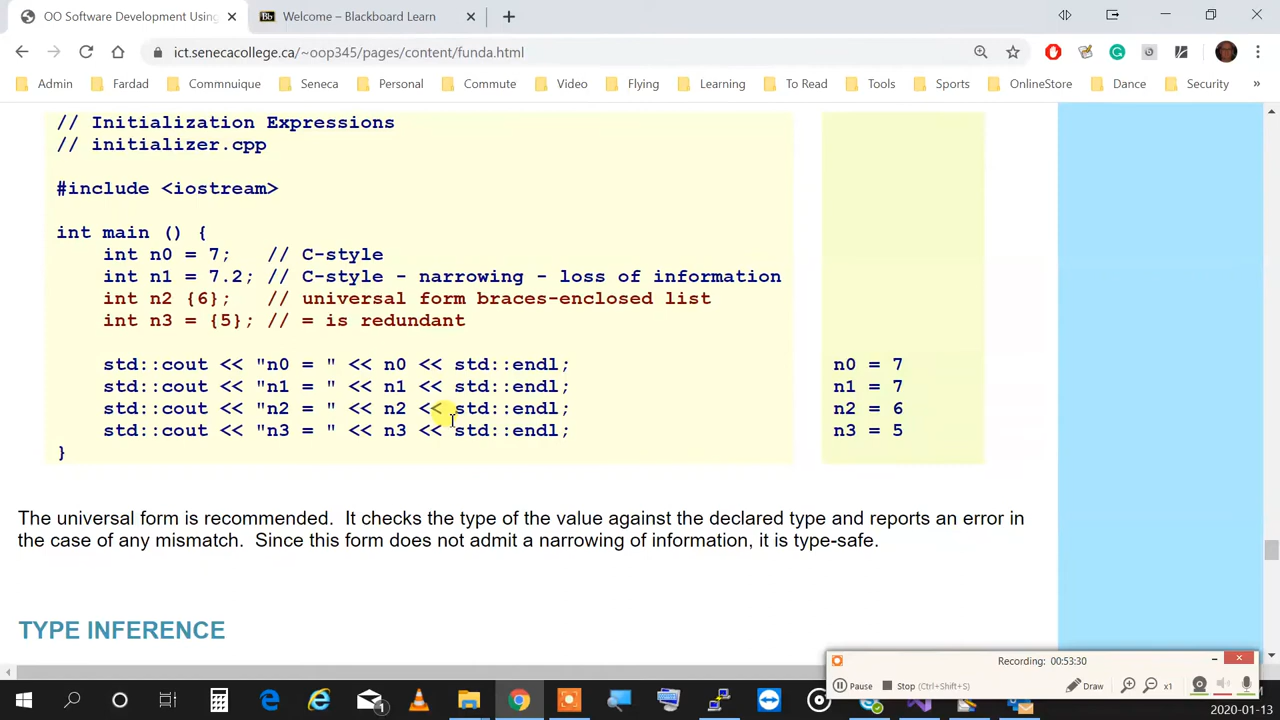 OO Software Development Using
Welcome – Blackboard Learn
ict.senecacollege.ca/~oop345/pages/content/funda.html
Admin Fardad Commnuique Seneca Personal Commute Video Flying Learning To Read Tools Sports OnlineStore Dance Security »
// Initialization Expressions
// initializer.cpp
#include <iostream>
int main () {
int n0 = 7; // C-style
int n1 = 7.2; // C-style - narrowing - loss of information
int n2 {6}; // universal form braces-enclosed list
int n3 = {5}; // = is redundant
std::cout << "n0 = " << n0 << std::endl; n0 = 7
std::cout << "n1 = " << n1 << std::endl; n1 = 7
std::cout << "n2 = " << n2 << std::endl; n2 = 6
std::cout << "n3 = " << n3 << std::endl; n3 = 5
}
The universal form is recommended. It checks the type of the value against the declared type and reports an error in
the case of any mismatch. Since this form does not admit a narrowing of information, it is type-safe.
TYPE INFERENCE
Recording: 00:53:30
Pause Stop (Ctrl+Shift+S) Draw x1
2020-01-13